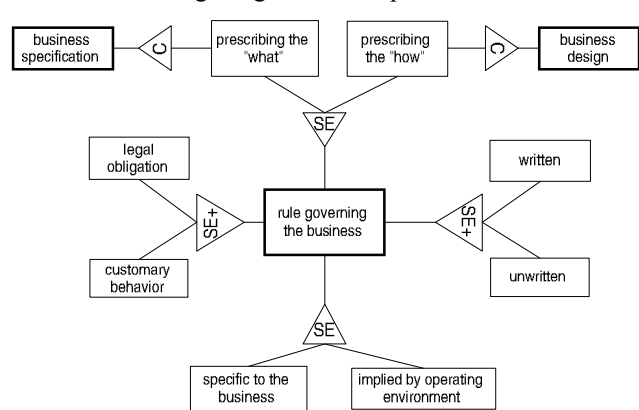 business
specification
C
prescribing the
"what"
prescribing
the "how"
C
business
design
SE
legal
obligation
written
SE+
rule governing
the business
SE+
customary
behavior
unwritten
SE
specific to the
business
implied by operating
environment